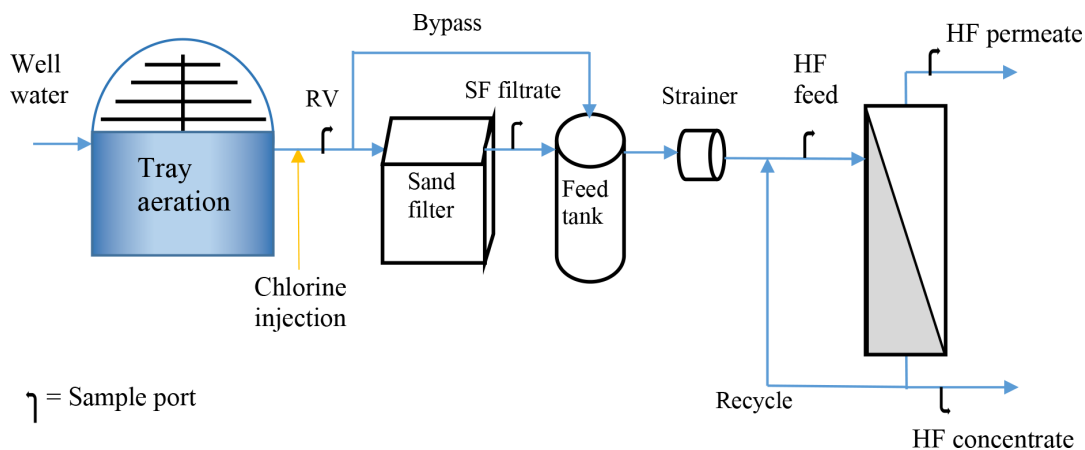 Well
water
Tray
aeration
Chlorine
injection
RV
Bypass
Sand
filter
SF filtrate
Feed
tank
Strainer
HF
feed
HF permeate
Recycle
HF concentrate
= Sample port